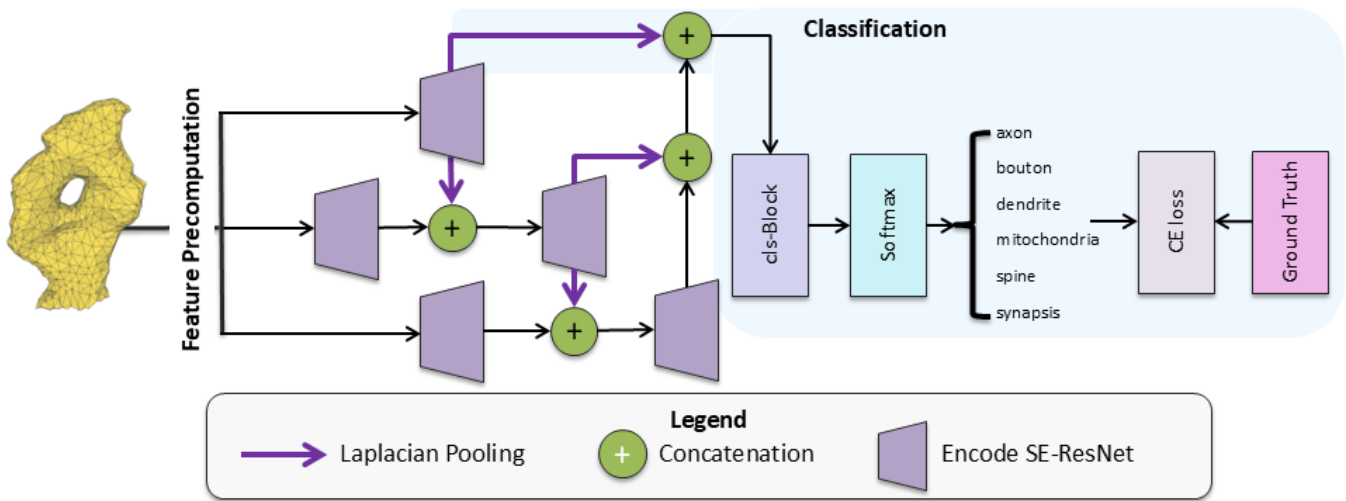 Classification
Feature Precomputation
+
+
+
+
cls-Block
Softmax
axon
bouton
dendrite
mitochondria
spine
synapsis
CE loss
Ground Truth
Legend
Laplacian Pooling
+
Concatenation
Encode SE-ResNet